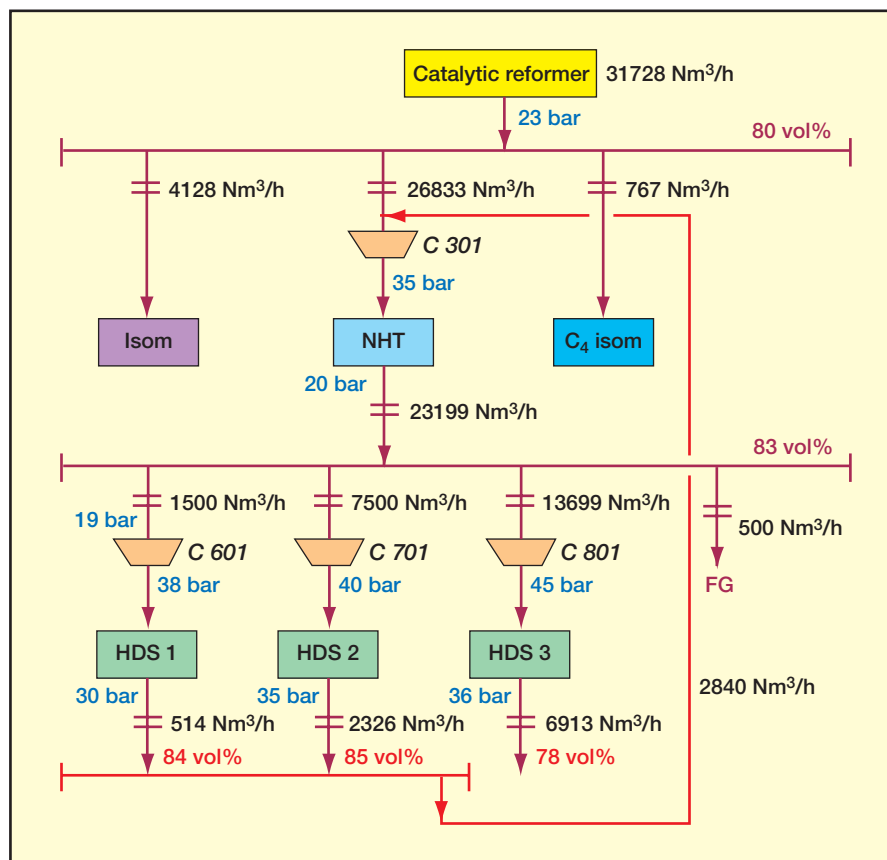 Catalytic reformer
31728 Nm³/h
23 bar
80 vol%
4128 Nm³/h
26833 Nm³/h
767 Nm³/h
C 301
35 bar
Isom
NHT
C₄ isom
20 bar
23199 Nm³/h
83 vol%
1500 Nm³/h
7500 Nm³/h
13699 Nm³/h
500 Nm³/h
19 bar
C 601
C 701
C 801
38 bar
40 bar
45 bar
FG
HDS 1
HDS 2
HDS 3
2840 Nm³/h
30 bar
35 bar
36 bar
514 Nm³/h
2326 Nm³/h
6913 Nm³/h
84 vol%
85 vol%
78 vol%